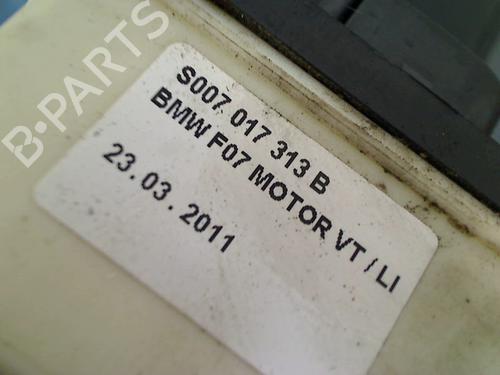 B-PARTS
S007 017 313 B
BMW F07 MOTOR VT / LI
23.03.2011